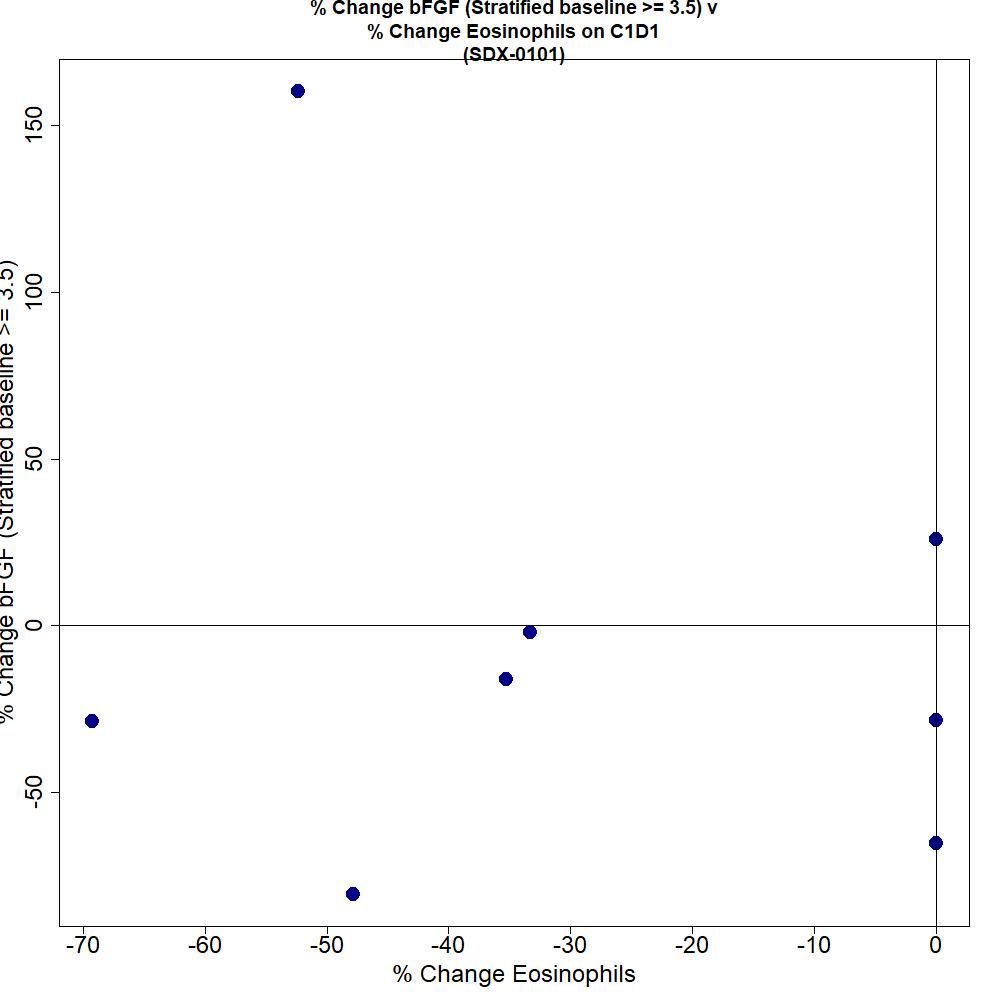 % Change bFGF (Stratified baseline >= 3.5) v
% Change Eosinophils on C1D1
(SDX-0101)
% Change bFGF (Stratified baseline >= 3.5)
150
100
50
0
-50
-70 -60 -50 -40 -30 -20 -10 0
% Change Eosinophils